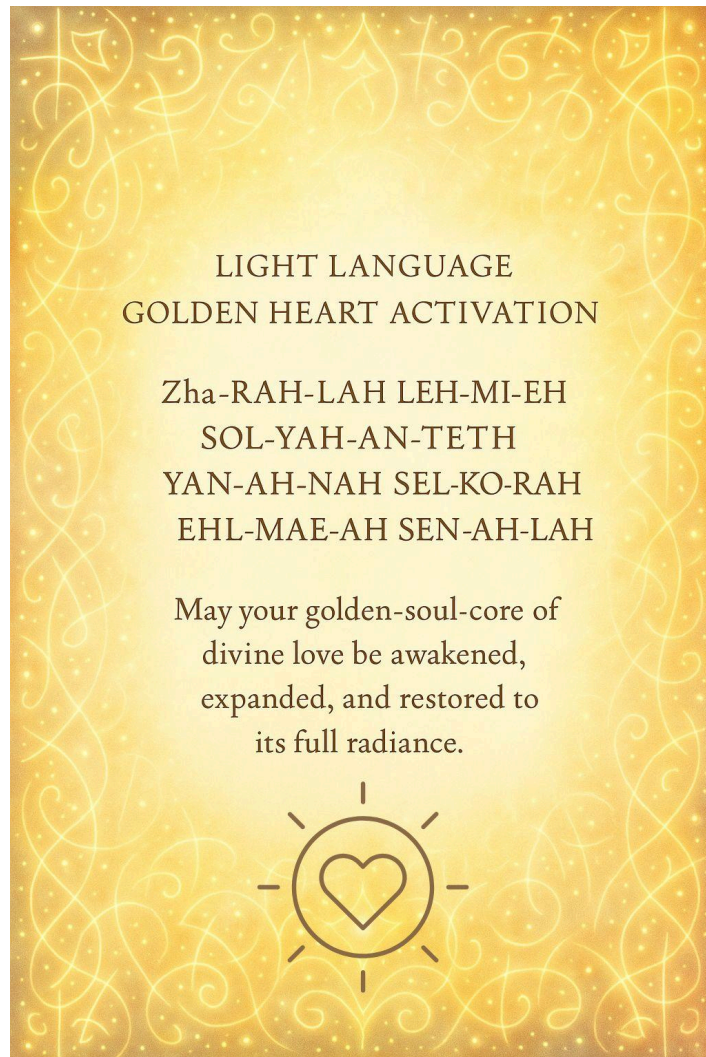 LIGHT LANGUAGE
GOLDEN HEART ACTIVATION
Zha-RAH-LAH LEH-MI-EH
SOL-YAH-AN-TETH
YAN-AH-NAH SEL-KO-RAH
EHL-MAE-AH SEN-AH-LAH
May your golden-soul-core of
divine love be awakened,
expanded, and restored to
its full radiance.